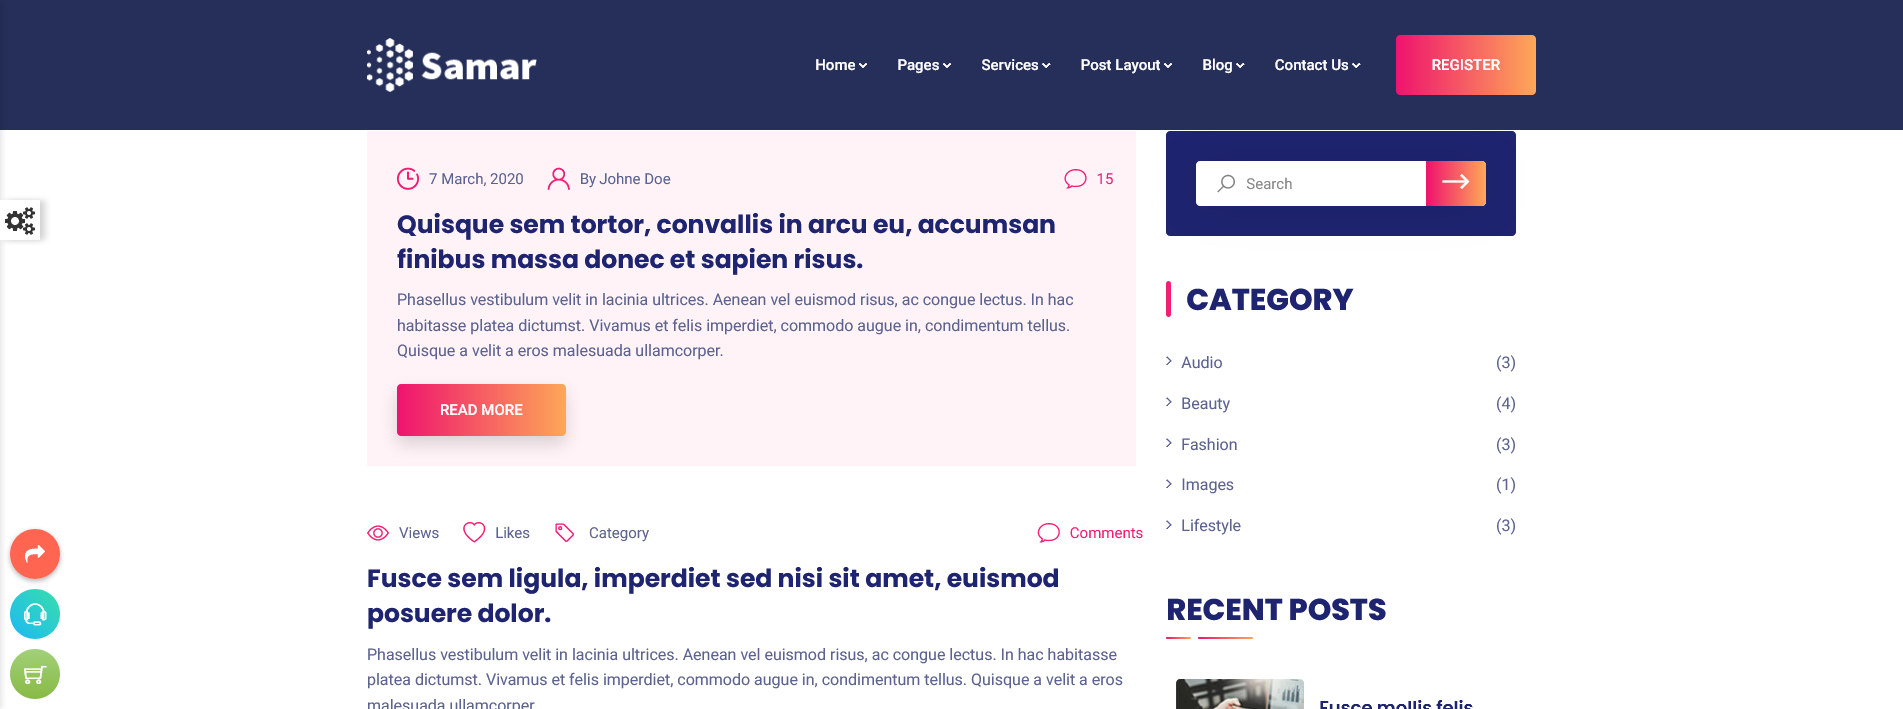 Samar
Home
Pages
Services
Post Layout
Blog
Contact Us
REGISTER
7 March, 2020
By Johne Doe
15
Quisque sem tortor, convallis in arcu eu, accumsan
finibus massa donec et sapien risus.
Phasellus vestibulum velit in lacinia ultrices. Aenean vel euismod risus, ac congue lectus. In hac
habitasse platea dictumst. Vivamus et felis imperdiet, commodo augue in, condimentum tellus.
Quisque a velit a eros malesuada ullamcorper.
READ MORE
Views
Likes
Category
Comments
Fusce sem ligula, imperdiet sed nisi sit amet, euismod
posuere dolor.
Phasellus vestibulum velit in lacinia ultrices. Aenean vel euismod risus, ac congue lectus. In hac habitasse
platea dictumst. Vivamus et felis imperdiet, commodo augue in, condimentum tellus. Quisque a velit a eros
malesuada ullamcorper
Search
CATEGORY
Audio (3)
Beauty (4)
Fashion (3)
Images (1)
Lifestyle (3)
RECENT POSTS
Fusce mollis felis